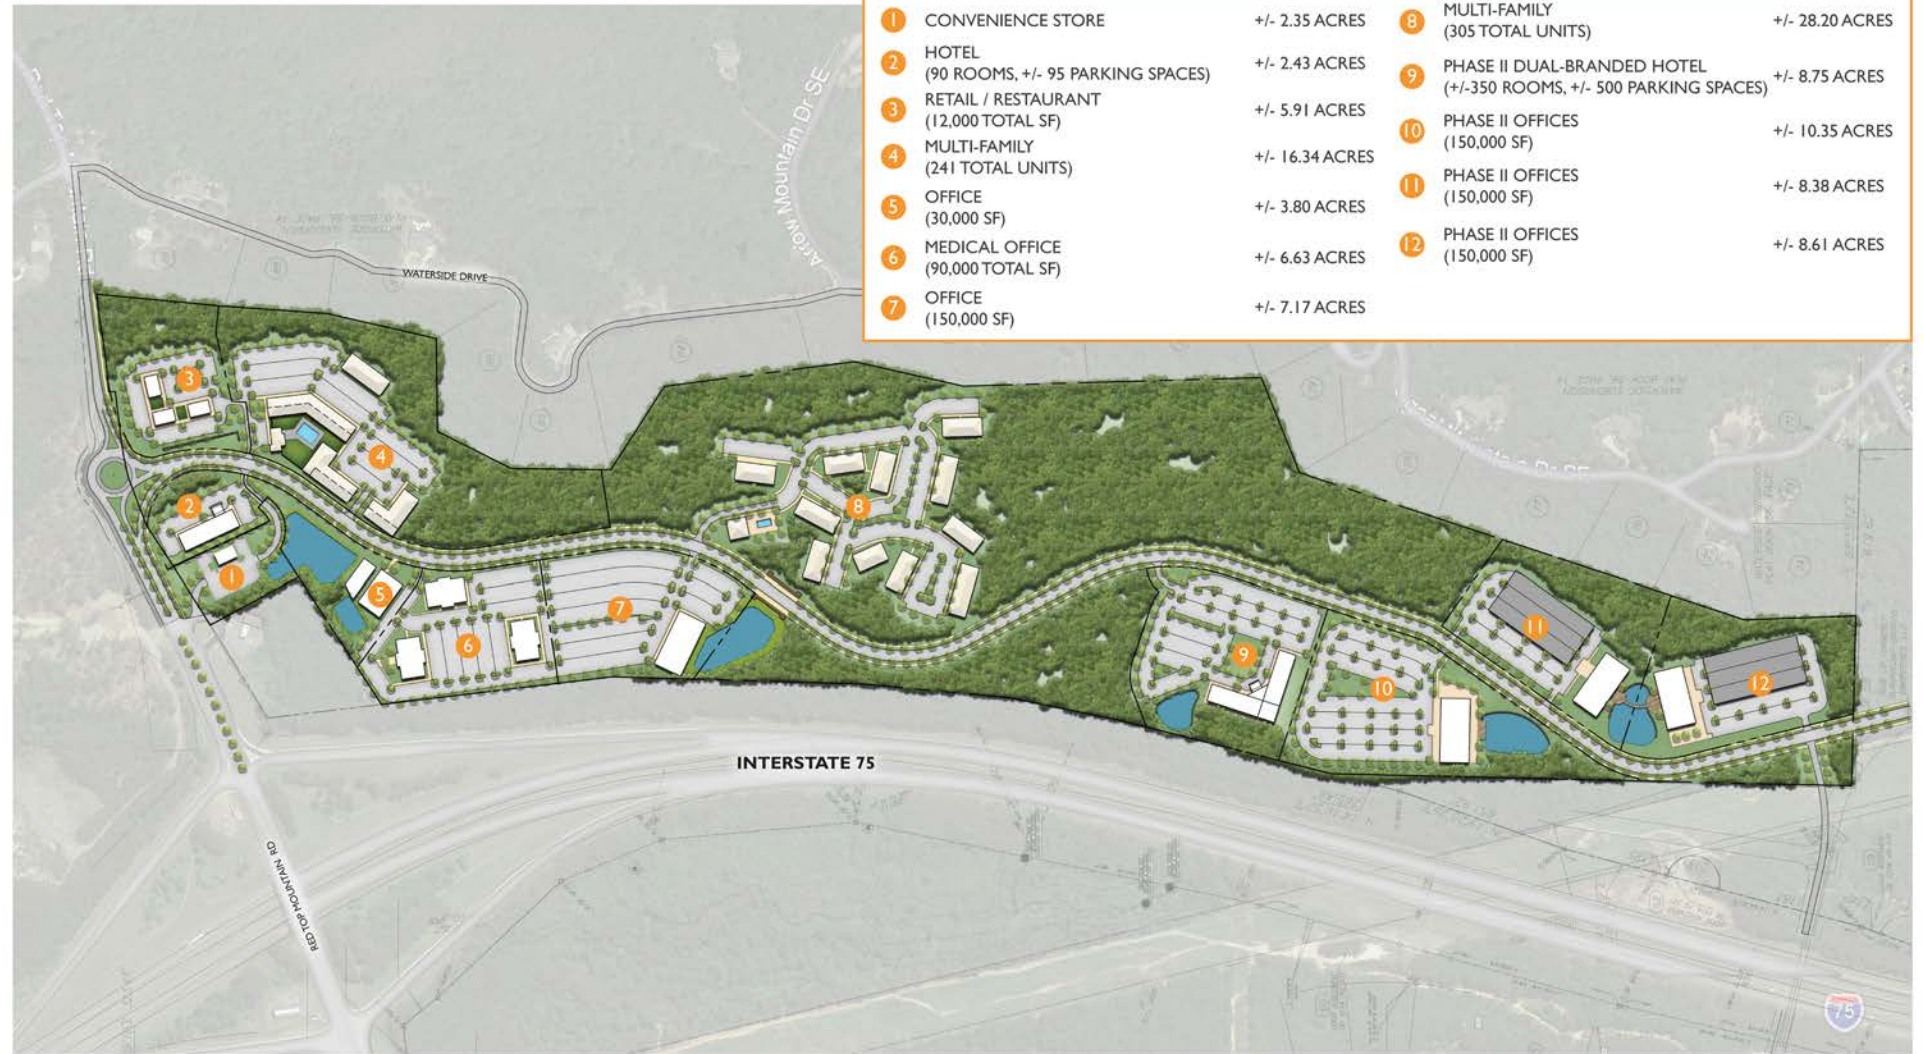 1 CONVENIENCE STORE +/- 2.35 ACRES
2 HOTEL
(90 ROOMS, +/- 95 PARKING SPACES) +/- 2.43 ACRES
3 RETAIL / RESTAURANT
(12,000 TOTAL SF) +/- 5.91 ACRES
4 MULTI-FAMILY
(241 TOTAL UNITS) +/- 16.34 ACRES
5 OFFICE
(30,000 SF) +/- 3.80 ACRES
6 MEDICAL OFFICE
(90,000 TOTAL SF) +/- 6.63 ACRES
7 OFFICE
(150,000 SF) +/- 7.17 ACRES
8 MULTI-FAMILY
(305 TOTAL UNITS) +/- 28.20 ACRES
9 PHASE II DUAL-BRANDED HOTEL
(+/-350 ROOMS, +/- 500 PARKING SPACES) +/- 8.75 ACRES
10 PHASE II OFFICES
(150,000 SF) +/- 10.35 ACRES
11 PHASE II OFFICES
(150,000 SF) +/- 8.38 ACRES
12 PHASE II OFFICES
(150,000 SF) +/- 8.61 ACRES
Arrow Mountain Dr SE
WATERSIDE DRIVE
3
4
2
8
1
5
7
6
11
9
12
10
INTERSTATE 75
RED TOP MOUNTAIN RD
75